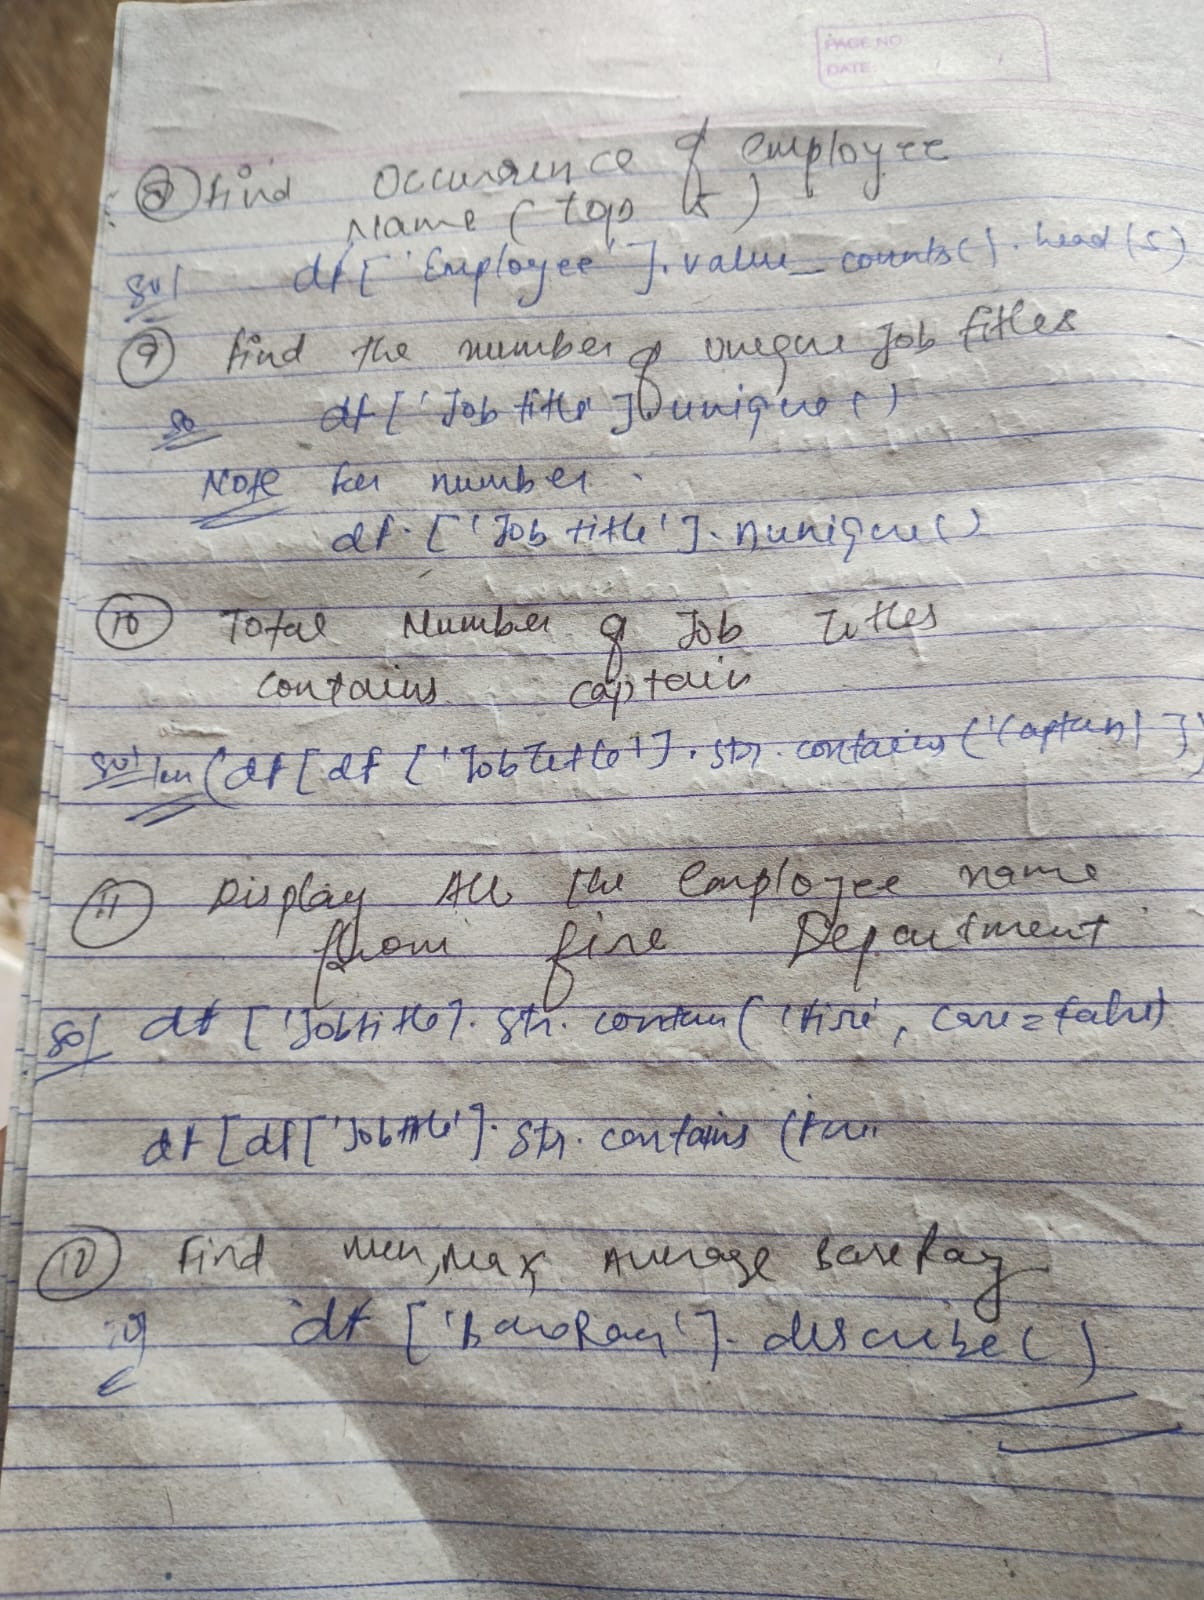 PAGE NO
DATE / /
⑧ find Occurrence of employee
Name (top 5)
sol df['Employee'].value_counts().head(5)
⑨ find the number of unique Job titles
so df['Job title'].unique()
Note for number.
df.['Job title'].nunique()
⑩ Total Number of Job Titles
contains captain
sol len(df[df['JobTitle'].str.contains('Captain')]
⑪ Display All the Employee name
from fire Department
sol df['Jobtitle].str.contain('fire', case=false)
df[df['Jobtitle'].str.contains(
⑫ find Men, Max, Average BasePay
df['BasePay'].describe()